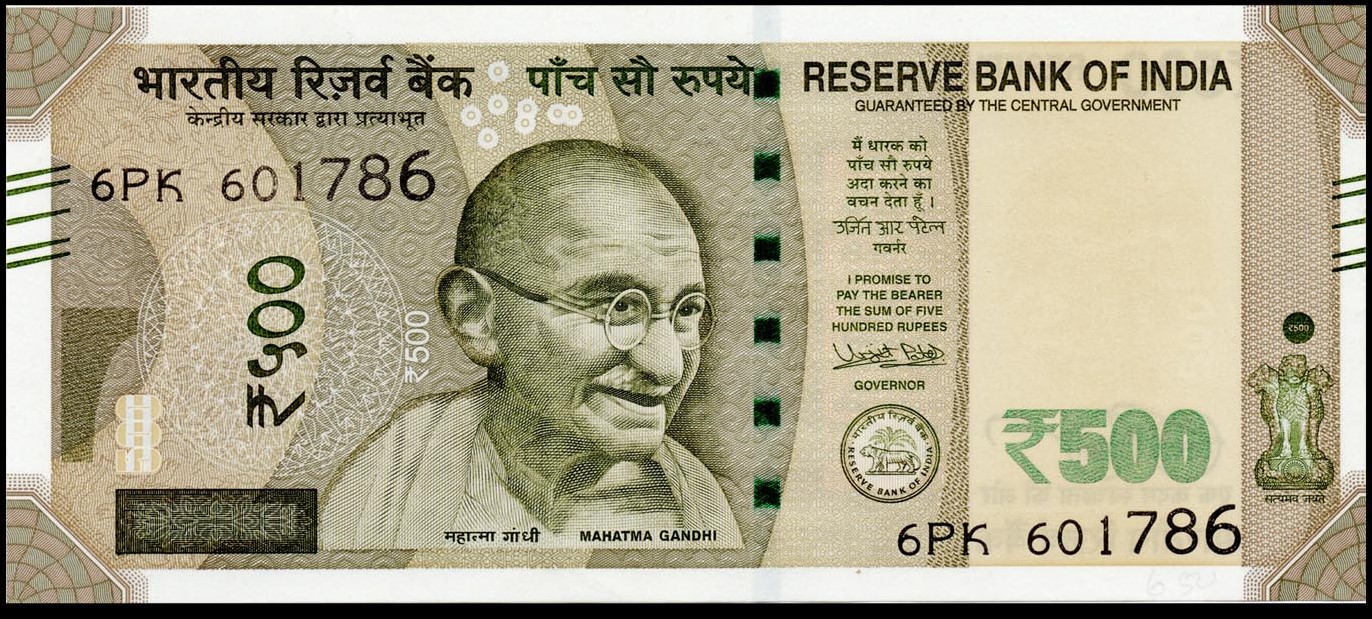 भारतीय रिज़र्व बैंक
केन्द्रीय सरकार द्वारा प्रत्याभूत
पाँच सौ रुपये
RESERVE BANK OF INDIA
GUARANTEED BY THE CENTRAL GOVERNMENT
6PK 601786
₹५००
₹500
मैं धारक को
पाँच सौ रुपये
अदा करने का
वचन देता हूँ ।
उर्जित आर पटेल
गवर्नर
I PROMISE TO
PAY THE BEARER
THE SUM OF FIVE
HUNDRED RUPEES
Urjit Patel
GOVERNOR
भारतीय रिज़र्व बैंक
RESERVE BANK OF INDIA
₹500
₹500
सत्यमेव जयते
महात्मा गांधी
MAHATMA GANDHI
6PK 601786